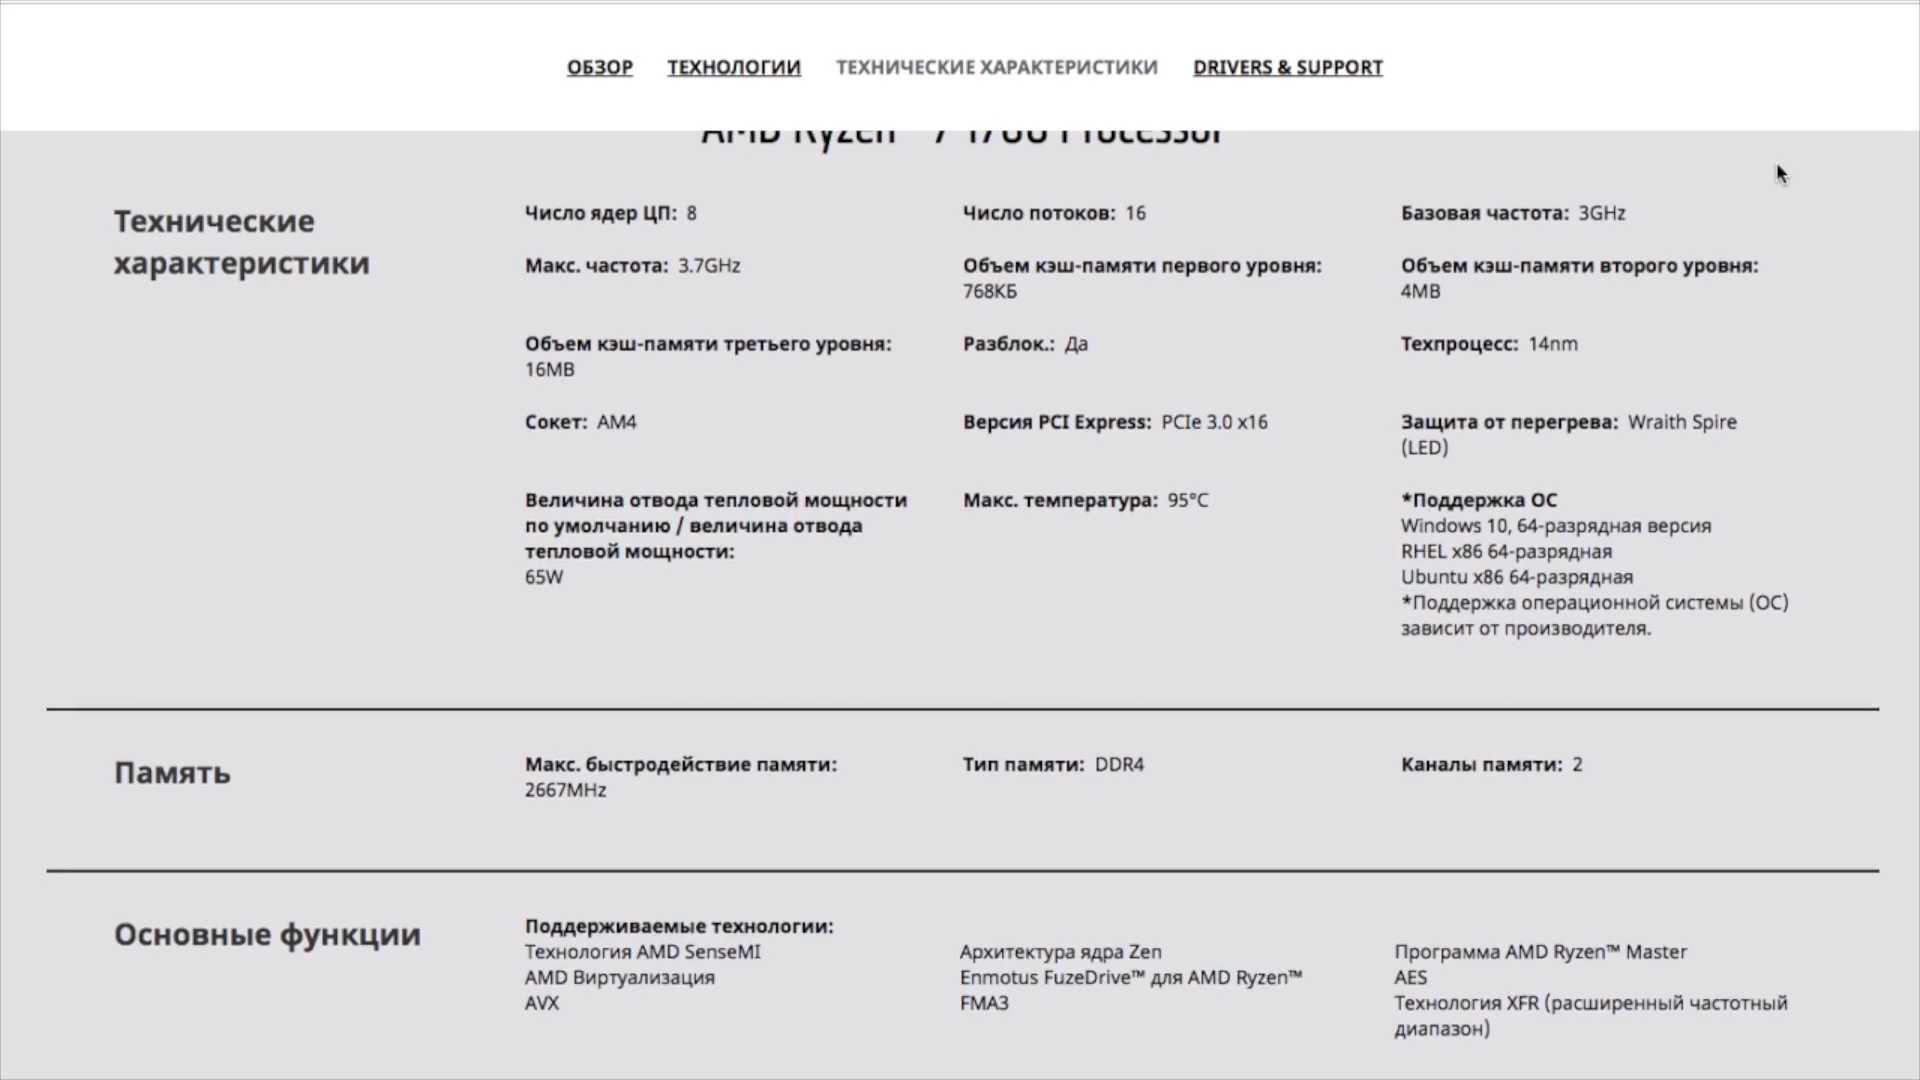 ОБЗОР ТЕХНОЛОГИИ ТЕХНИЧЕСКИЕ ХАРАКТЕРИСТИКИ DRIVERS & SUPPORT
AMD Ryzen™ 7 1700 Processor
Технические
характеристики
Число ядер ЦП: 8
Число потоков: 16
Базовая частота: 3GHz
Макс. частота: 3.7GHz
Объем кэш-памяти первого уровня:
768КБ
Объем кэш-памяти второго уровня:
4MB
Объем кэш-памяти третьего уровня:
16MB
Разблок.: Да
Техпроцесс: 14nm
Сокет: AM4
Версия PCI Express: PCIe 3.0 x16
Защита от перегрева: Wraith Spire
(LED)
Величина отвода тепловой мощности
по умолчанию / величина отвода
тепловой мощности:
65W
Макс. температура: 95°C
*Поддержка ОС
Windows 10, 64-разрядная версия
RHEL x86 64-разрядная
Ubuntu x86 64-разрядная
*Поддержка операционной системы (ОС)
зависит от производителя.
Память
Макс. быстродействие памяти:
2667MHz
Тип памяти: DDR4
Каналы памяти: 2
Основные функции
Поддерживаемые технологии:
Технология AMD SenseMI
AMD Виртуализация
AVX
Архитектура ядра Zen
Enmotus FuzeDrive™ для AMD Ryzen™
FMA3
Программа AMD Ryzen™ Master
AES
Технология XFR (расширенный частотный
диапазон)